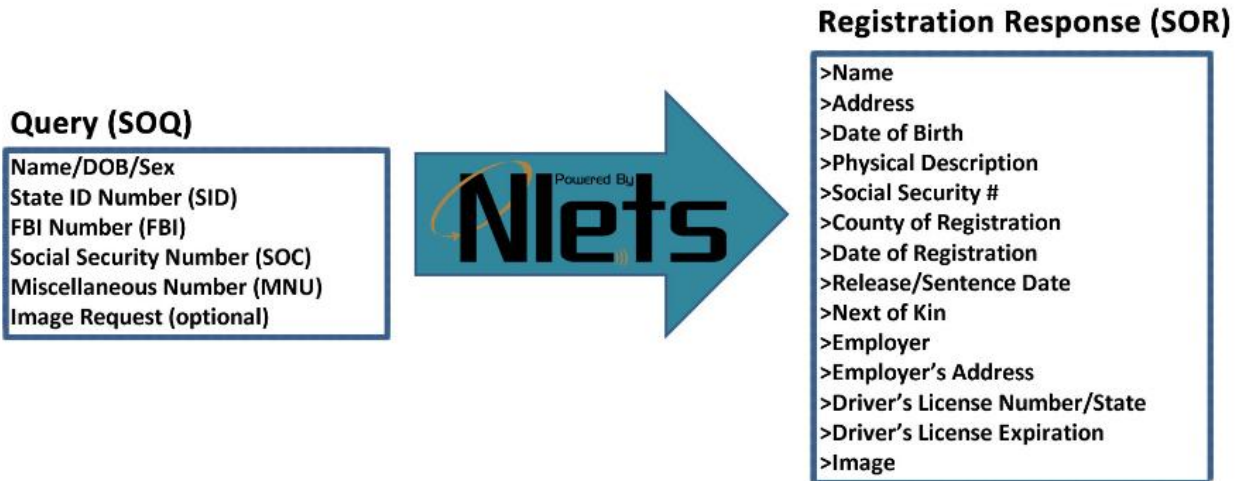 Query (SOQ)
Name/DOB/Sex
State ID Number (SID)
FBI Number (FBI)
Social Security Number (SOC)
Miscellaneous Number (MNU)
Image Request (optional)
Powered By
Nlets
Registration Response (SOR)
>Name
>Address
>Date of Birth
>Physical Description
>Social Security #
>County of Registration
>Date of Registration
>Release/Sentence Date
>Next of Kin
>Employer
>Employer's Address
>Driver's License Number/State
>Driver's License Expiration
>Image